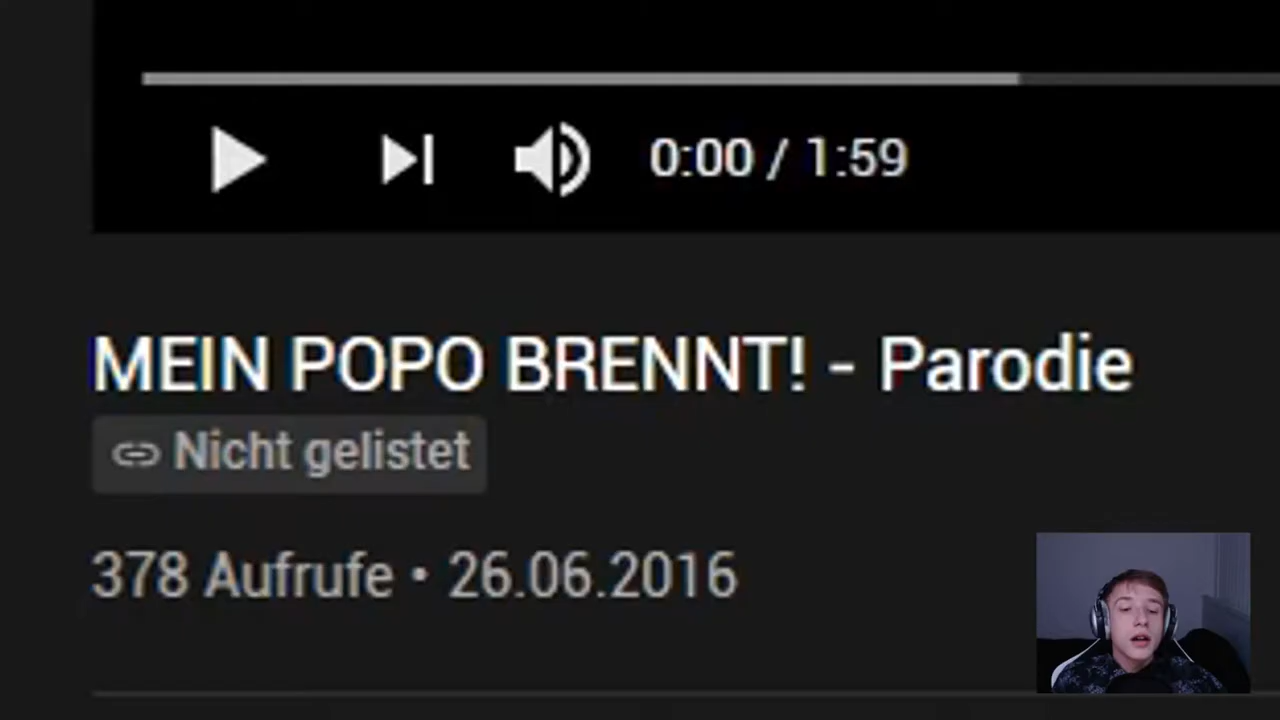 0:00 / 1:59
MEIN POPO BRENNT! - Parodie
Nicht gelistet
378 Aufrufe • 26.06.2016